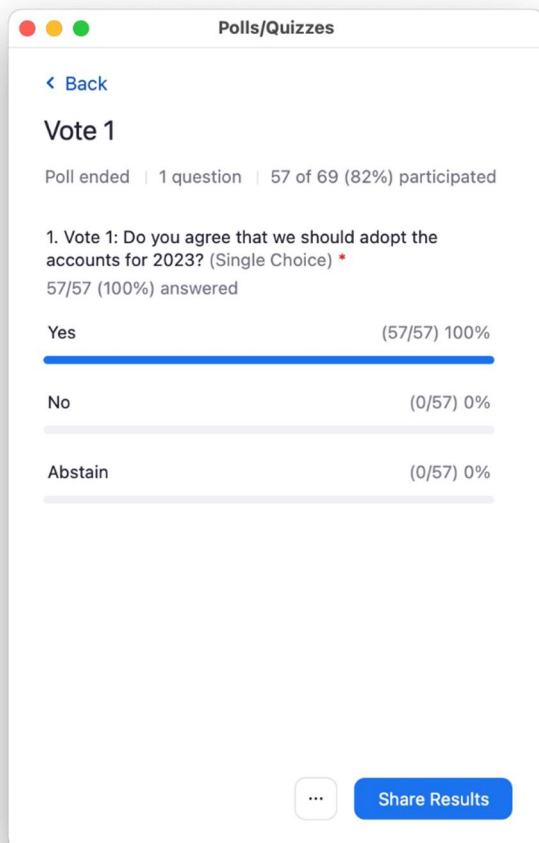 Polls/Quizzes
Back
Vote 1
Poll ended | 1 question | 57 of 69 (82%) participated
1. Vote 1: Do you agree that we should adopt the
accounts for 2023? (Single Choice) *
57/57 (100%) answered
Yes (57/57) 100%
No (0/57) 0%
Abstain (0/57) 0%
... Share Results